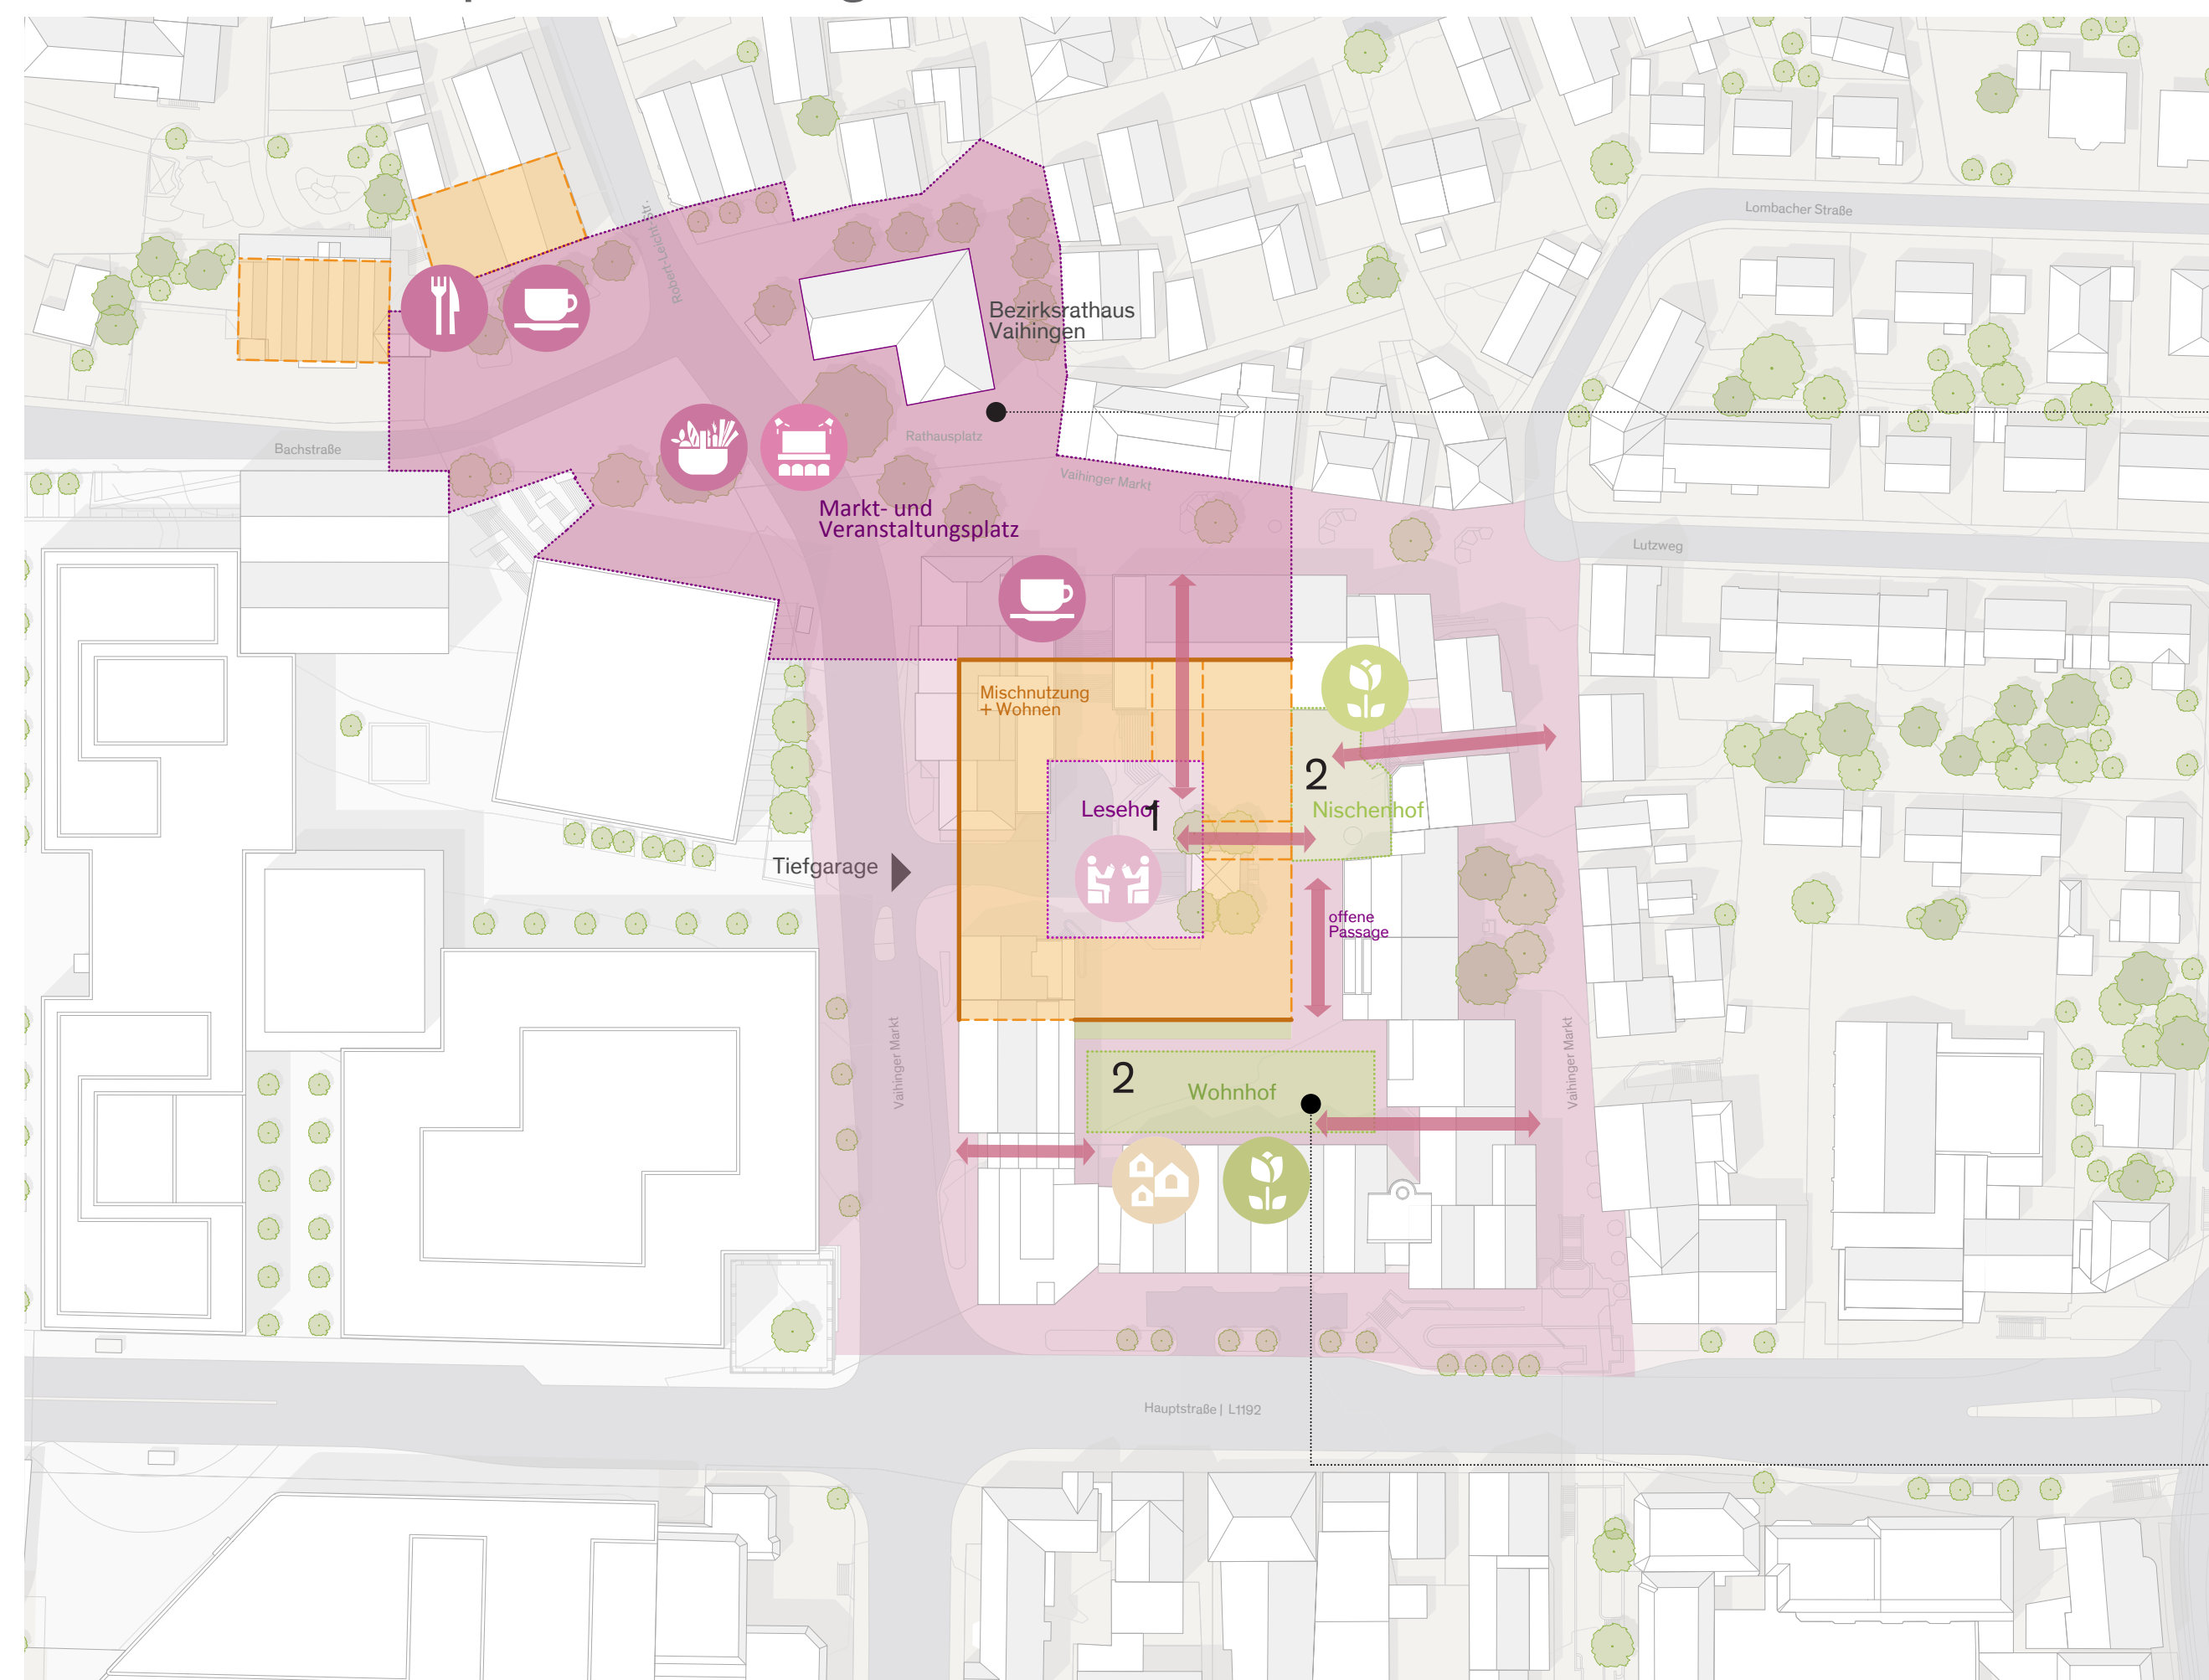 Lombacher Straße
Robert-Leicht-Str.
Bezirksrathaus
Vaihingen
Rathausplatz
Bachstraße
Vaihinger Markt
Markt- und
Veranstaltungsplatz
Lutzweg
Mischnutzung
+ Wohnen
2
Lesehof
1
Nischenhof
Tiefgarage
offene
Passage
Vaihinger Markt
Vaihinger Markt
2
Wohnhof
Hauptstraße | L1192